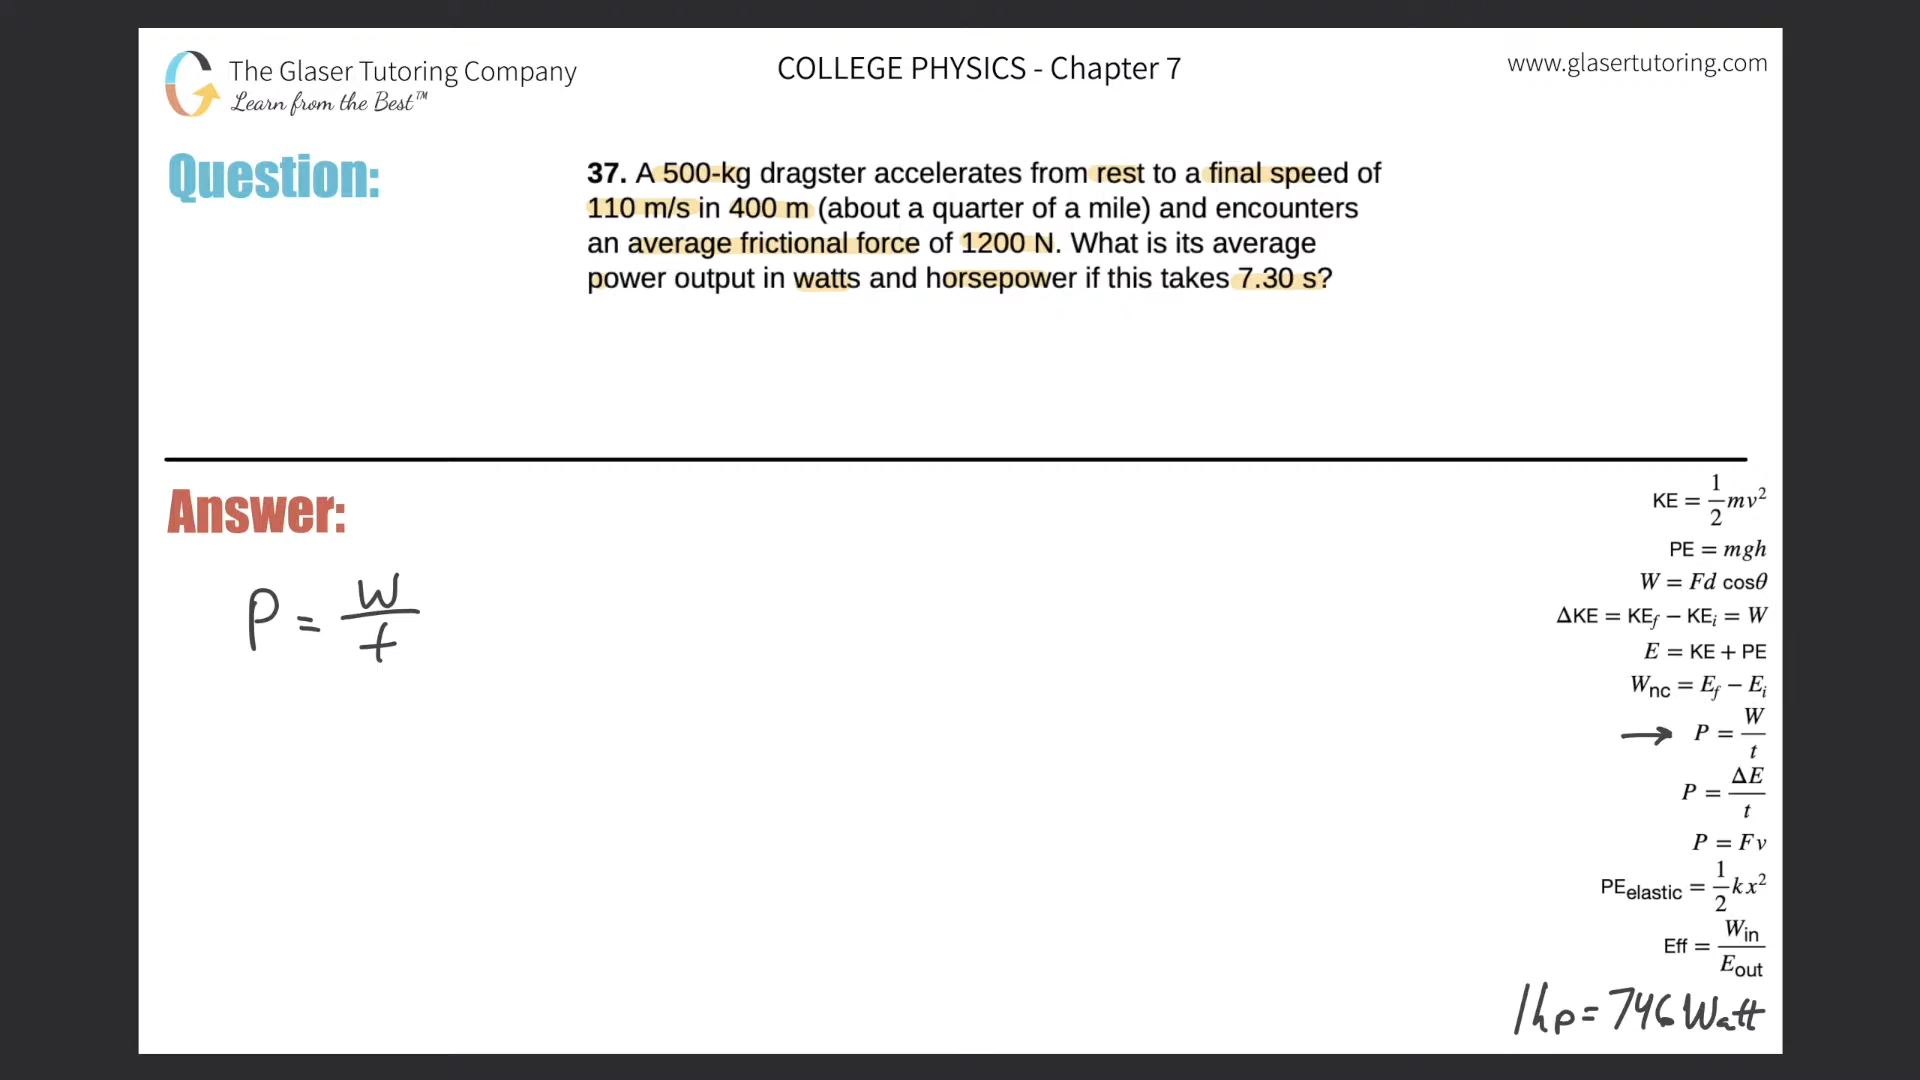 The Glaser Tutoring Company
Learn from the Best™
COLLEGE PHYSICS - Chapter 7
www.glasertutoring.com
Question:
37. A 500-kg dragster accelerates from rest to a final speed of
110 m/s in 400 m (about a quarter of a mile) and encounters
an average frictional force of 1200 N. What is its average
power output in watts and horsepower if this takes 7.30 s?
Answer:
P = W/t
KE = 1/2 mv²
PE = mgh
W = Fd cosθ
ΔKE = KE_f − KE_i = W
E = KE + PE
W_nc = E_f − E_i
→ P = W/t
P = ΔE/t
P = Fv
PE_elastic = 1/2 kx²
Eff = W_in/E_out
1hp = 746 Watt